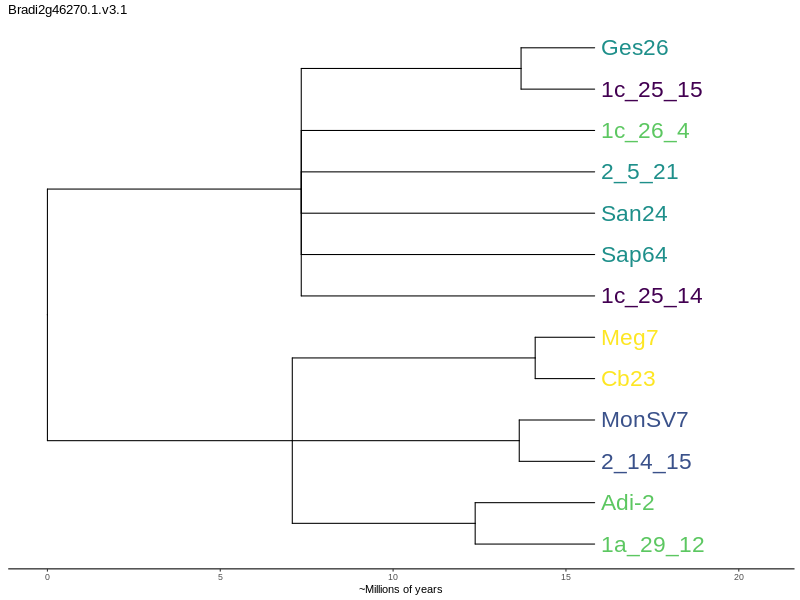 Bradi2g46270.1.v3.1
Ges26
1c_25_15
1c_26_4
2_5_21
San24
Sap64
1c_25_14
Meg7
Cb23
MonSV7
2_14_15
Adi-2
1a_29_12
0 5 10 15 20
~Millions of years